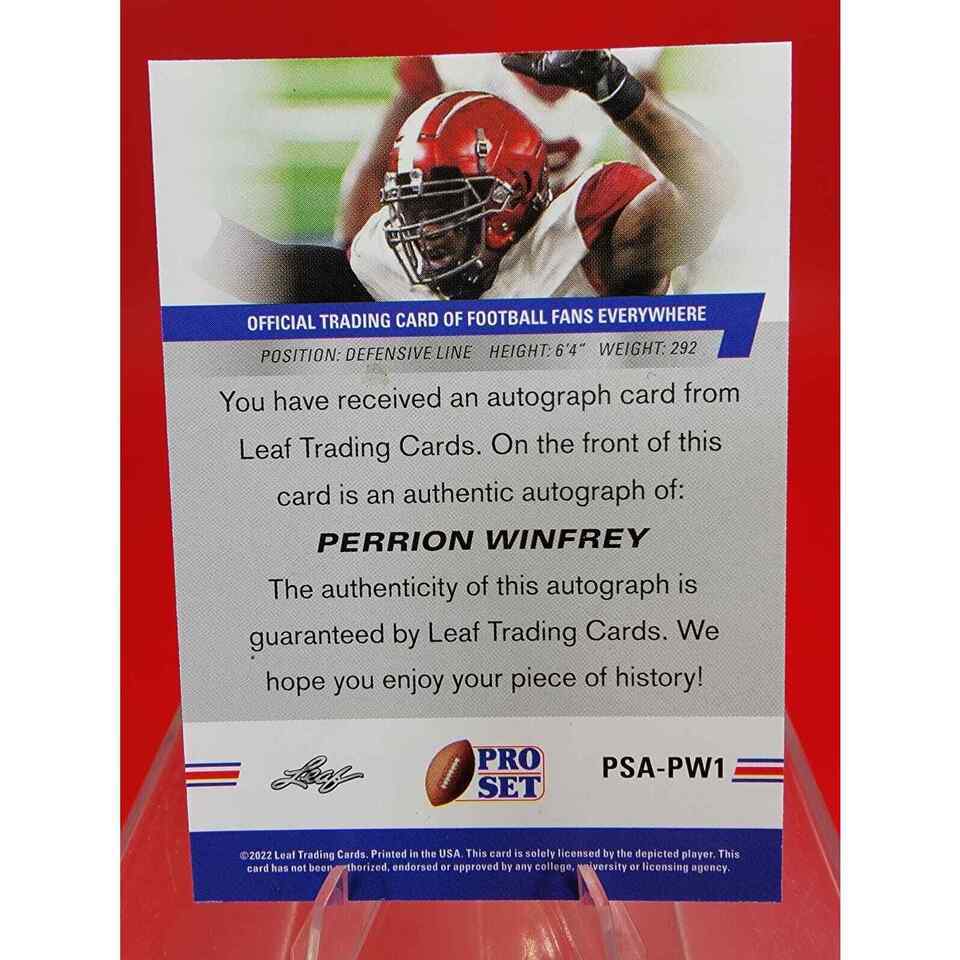 OFFICIAL TRADING CARD OF FOOTBALL FANS EVERYWHERE
POSITION: DEFENSIVE LINE HEIGHT: 6'4" WEIGHT: 292
You have received an autograph card from
Leaf Trading Cards. On the front of this
card is an authentic autograph of:
PERRION WINFREY
The authenticity of this autograph is
guaranteed by Leaf Trading Cards. We
hope you enjoy your piece of history!
Leaf
PRO
SET
PSA-PW1
©2022 Leaf Trading Cards. Printed in the USA. This card is solely licensed by the depicted player. This
card has not been endorsed or approved by any college, or licensing agency.